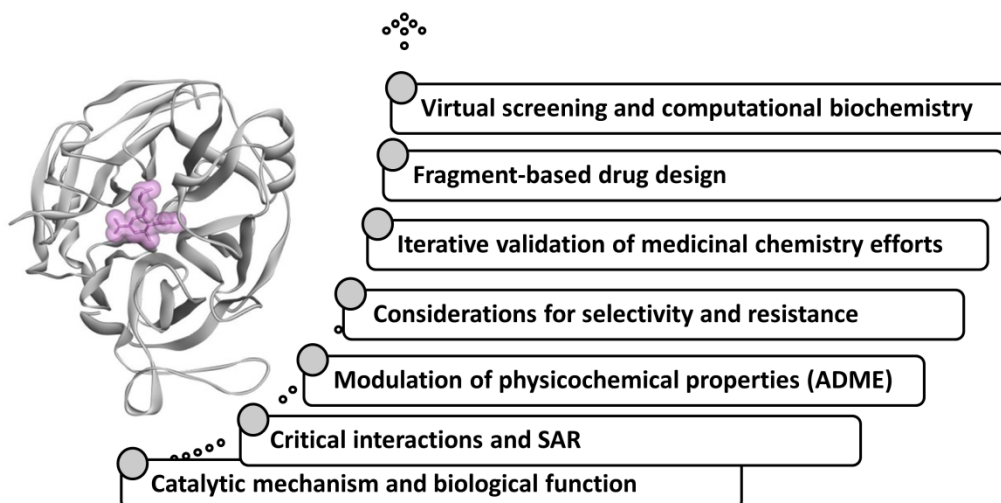 Virtual screening and computational biochemistry
Fragment-based drug design
Iterative validation of medicinal chemistry efforts
Considerations for selectivity and resistance
Modulation of physicochemical properties (ADME)
Critical interactions and SAR
Catalytic mechanism and biological function